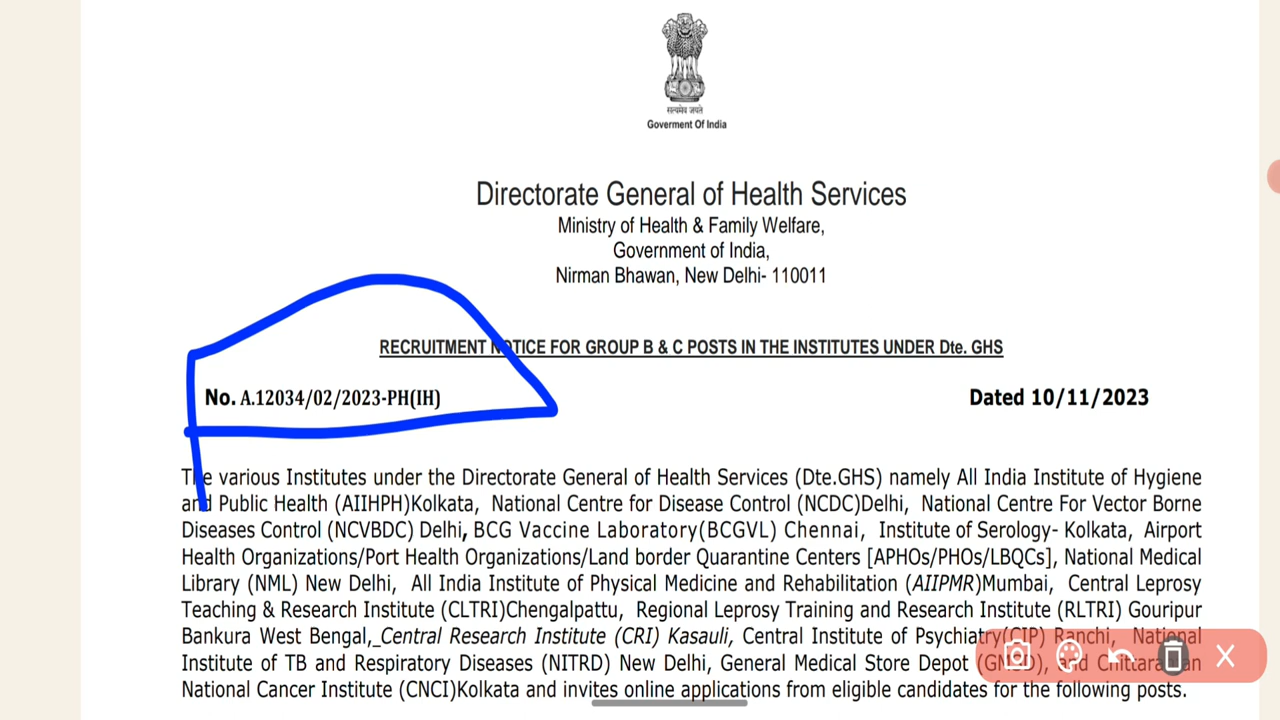 सत्यमेव जयते
Goverment Of India
Directorate General of Health Services
Ministry of Health & Family Welfare,
Government of India,
Nirman Bhawan, New Delhi- 110011
RECRUITMENT NOTICE FOR GROUP B & C POSTS IN THE INSTITUTES UNDER Dte. GHS
No. A.12034/02/2023-PH(IH) Dated 10/11/2023
The various Institutes under the Directorate General of Health Services (Dte.GHS) namely All India Institute of Hygiene
and Public Health (AIIHPH)Kolkata, National Centre for Disease Control (NCDC)Delhi, National Centre For Vector Borne
Diseases Control (NCVBDC) Delhi, BCG Vaccine Laboratory(BCGVL) Chennai, Institute of Serology- Kolkata, Airport
Health Organizations/Port Health Organizations/Land border Quarantine Centers [APHOs/PHOs/LBQCs], National Medical
Library (NML) New Delhi, All India Institute of Physical Medicine and Rehabilitation (AIIPMR)Mumbai, Central Leprosy
Teaching & Research Institute (CLTRI)Chengalpattu, Regional Leprosy Training and Research Institute (RLTRI) Gouripur
Bankura West Bengal, Central Research Institute (CRI) Kasauli, Central Institute of Psychiatry(CIP) Ranchi, National
Institute of TB and Respiratory Diseases (NITRD) New Delhi, General Medical Store Depot (GMSD), and Chittaranjan
National Cancer Institute (CNCI)Kolkata and invites online applications from eligible candidates for the following posts.